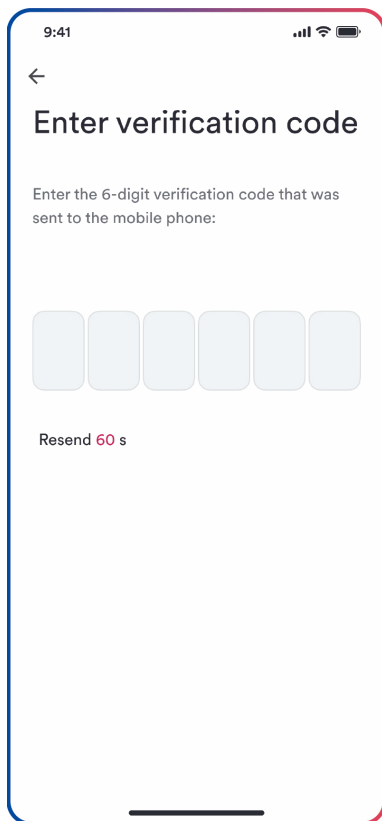 9:41
Enter verification code
Enter the 6-digit verification code that was
sent to the mobile phone:
Resend 60 s